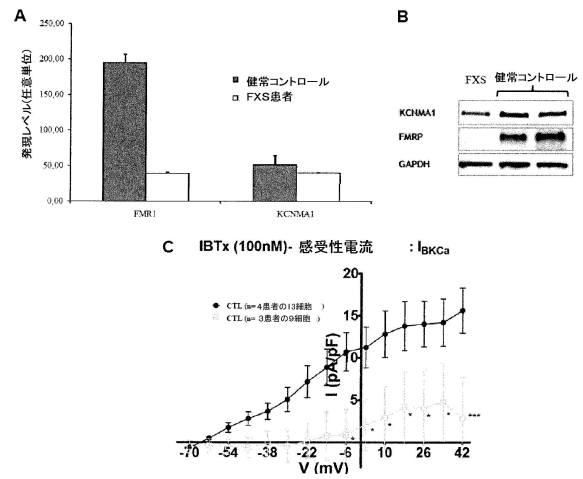 A
発現レベル(任意単位)
250,00
200,00
150,00
100,00
50,00
0,00
健常コントロール
FXS患者
FMR1
KCNMA1
B
FXS 健常コントロール
KCNMA1
FMRP
GAPDH
C IBTx (100nM)- 感受性電流 : IBKCa
CTL (n=4患者の13細胞 )
CTL (n= 3患者の9細胞 )
I (pA/pF)
20
15
10
5
-70 -54 -38 -22 -6 10 26 42
* * * * * * ***
V (mV)